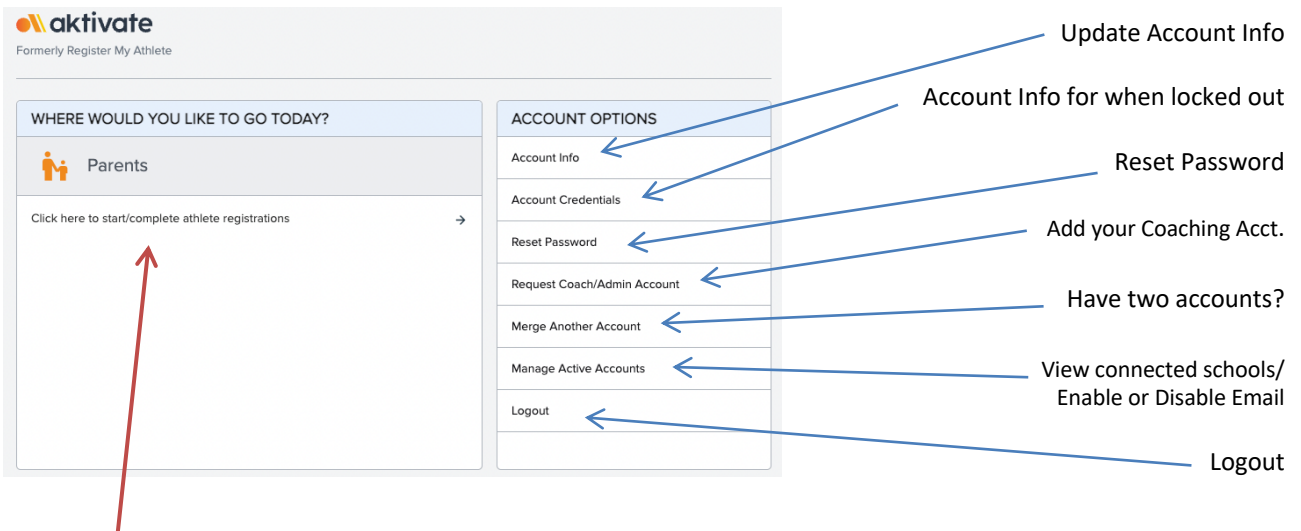 aktivate
Formerly Register My Athlete
WHERE WOULD YOU LIKE TO GO TODAY?
Parents
Click here to start/complete athlete registrations
ACCOUNT OPTIONS
Account Info
Account Credentials
Reset Password
Request Coach/Admin Account
Merge Another Account
Manage Active Accounts
Logout
Update Account Info
Account Info for when locked out
Reset Password
Add your Coaching Acct.
Have two accounts?
View connected schools/
Enable or Disable Email
Logout